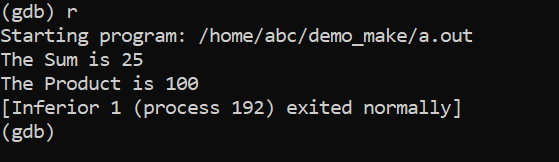 (gdb) r
Starting program: /home/abc/demo_make/a.out
The Sum is 25
The Product is 100
[Inferior 1 (process 192) exited normally]
(gdb)